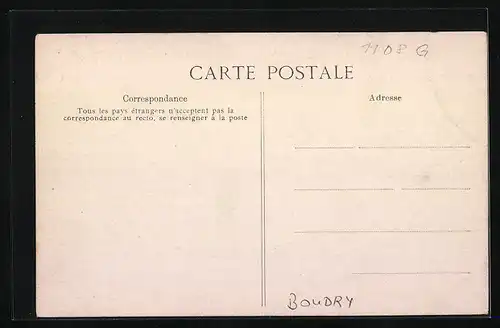 1108 G
CARTE POSTALE
Correspondance
Tous les pays étrangers n'acceptent pas la
correspondance au recto, se renseigner à la poste
Adresse
BOUDRY